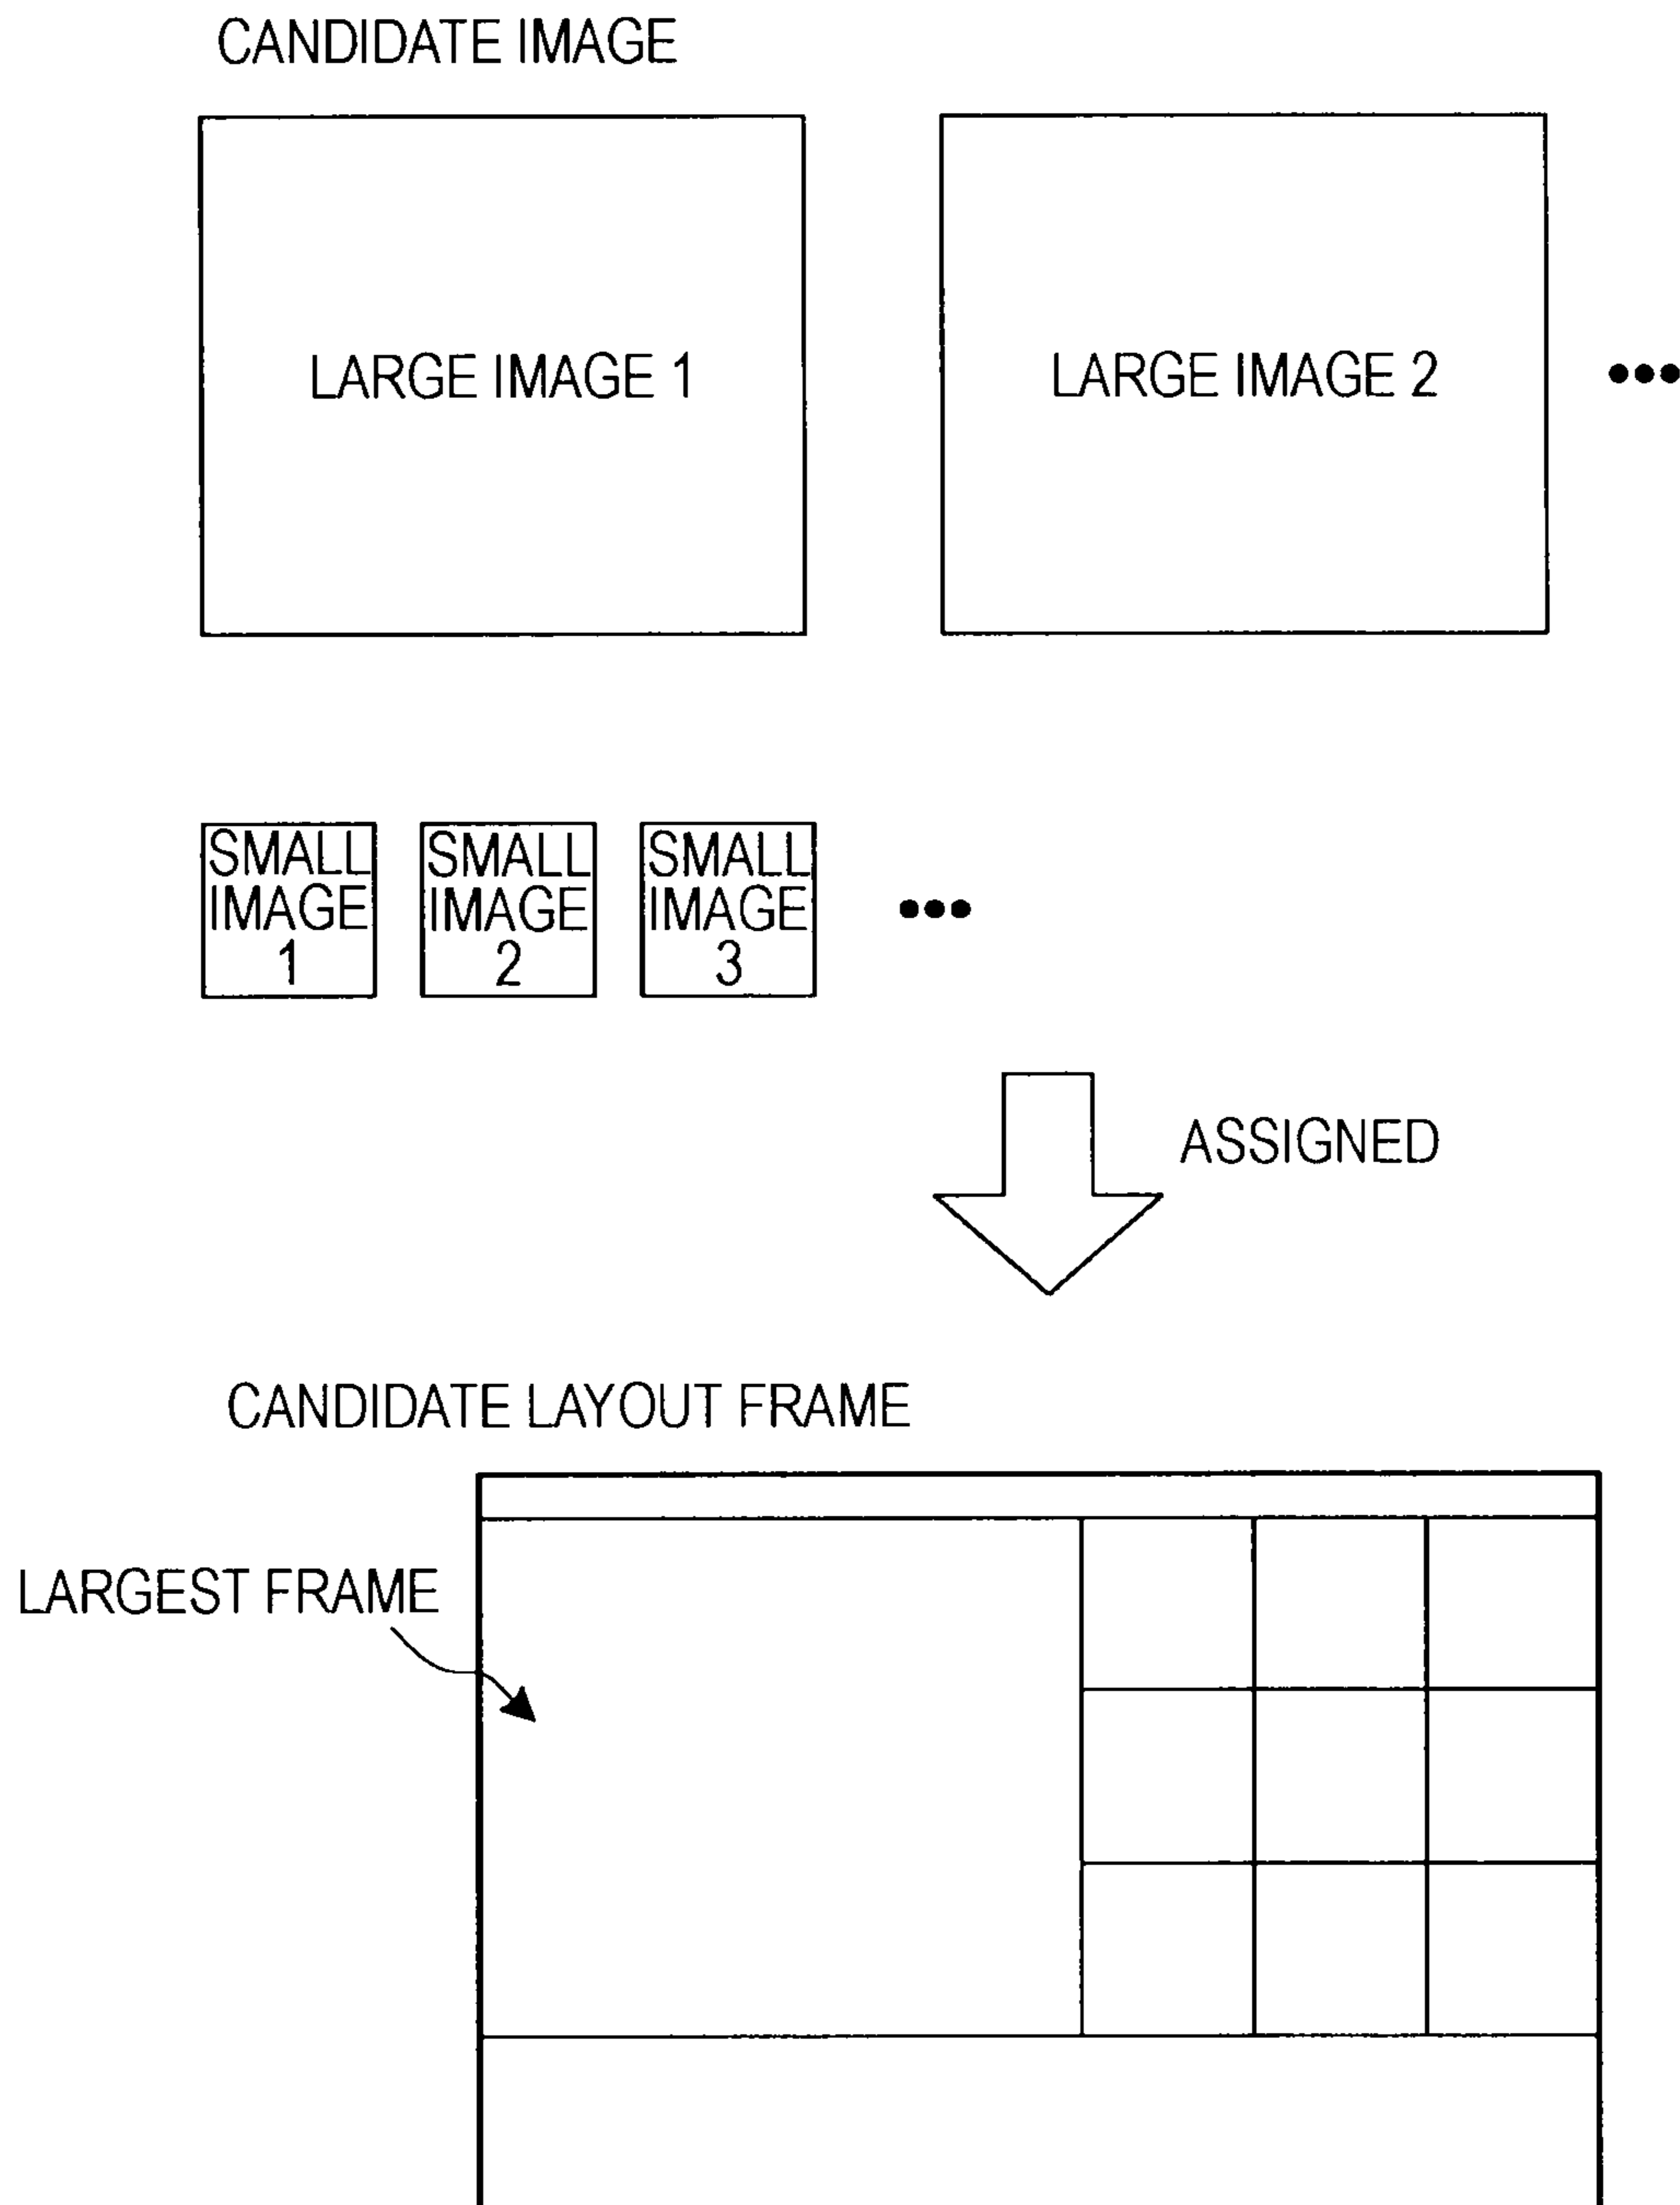 CANDIDATE IMAGE
LARGE IMAGE 1
LARGE IMAGE 2
•••
SMALL
IMAGE
1
SMALL
IMAGE
2
SMALL
IMAGE
3
•••
ASSIGNED
CANDIDATE LAYOUT FRAME
LARGEST FRAME